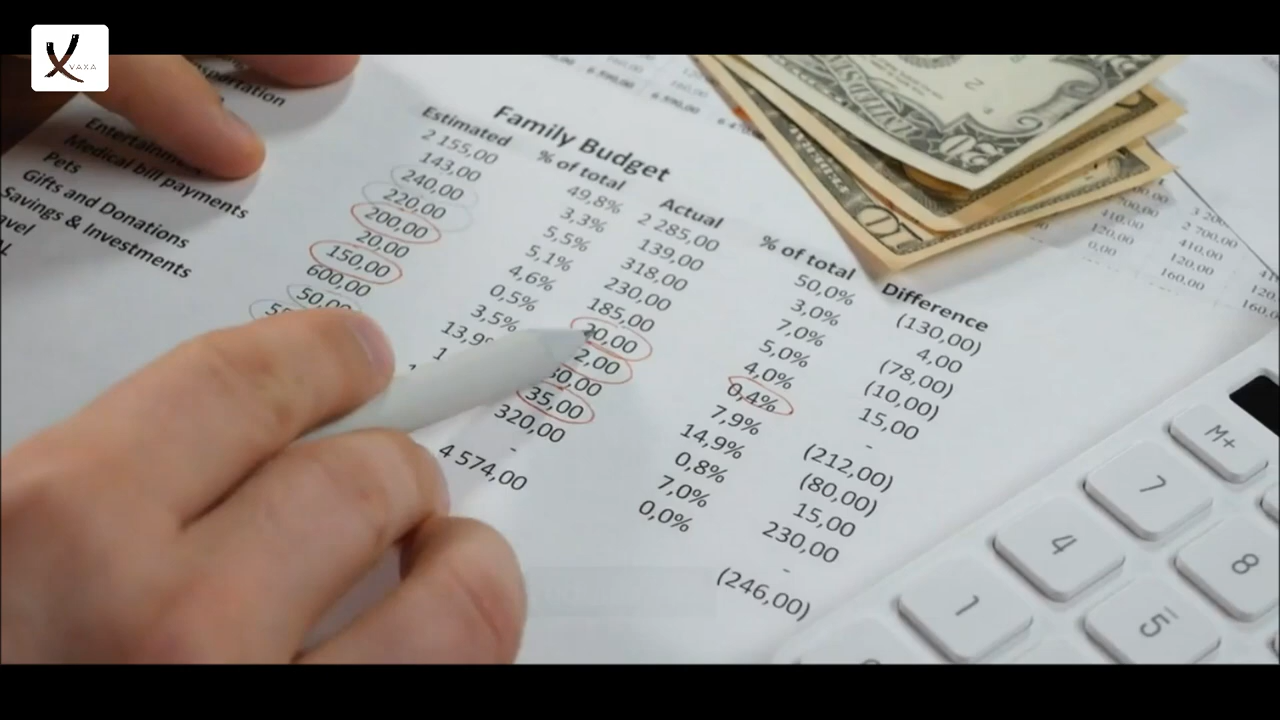 VAXA
Family Budget
Estimated % of total Actual % of total Difference
2 155,00 49,8% 2 285,00 50,0% (130,00)
143,00 3,3% 139,00 3,0% 4,00
240,00 5,5% 318,00 7,0% (78,00)
220,00 5,1% 230,00 5,0% (10,00)
200,00 4,6% 185,00 4,0% 15,00
20,00 0,5% 20,00 0,4% -
Entertainment 150,00 3,5% 7,9% (212,00)
Medical bill payments 600,00 14,9% (80,00)
Pets 50,00 35,00 0,8% 15,00
Gifts and Donations 320,00 7,0% 230,00
Savings & Investments - 0,0% -
4 574,00 (246,00)
20
10
M+
7
4
8
1
5